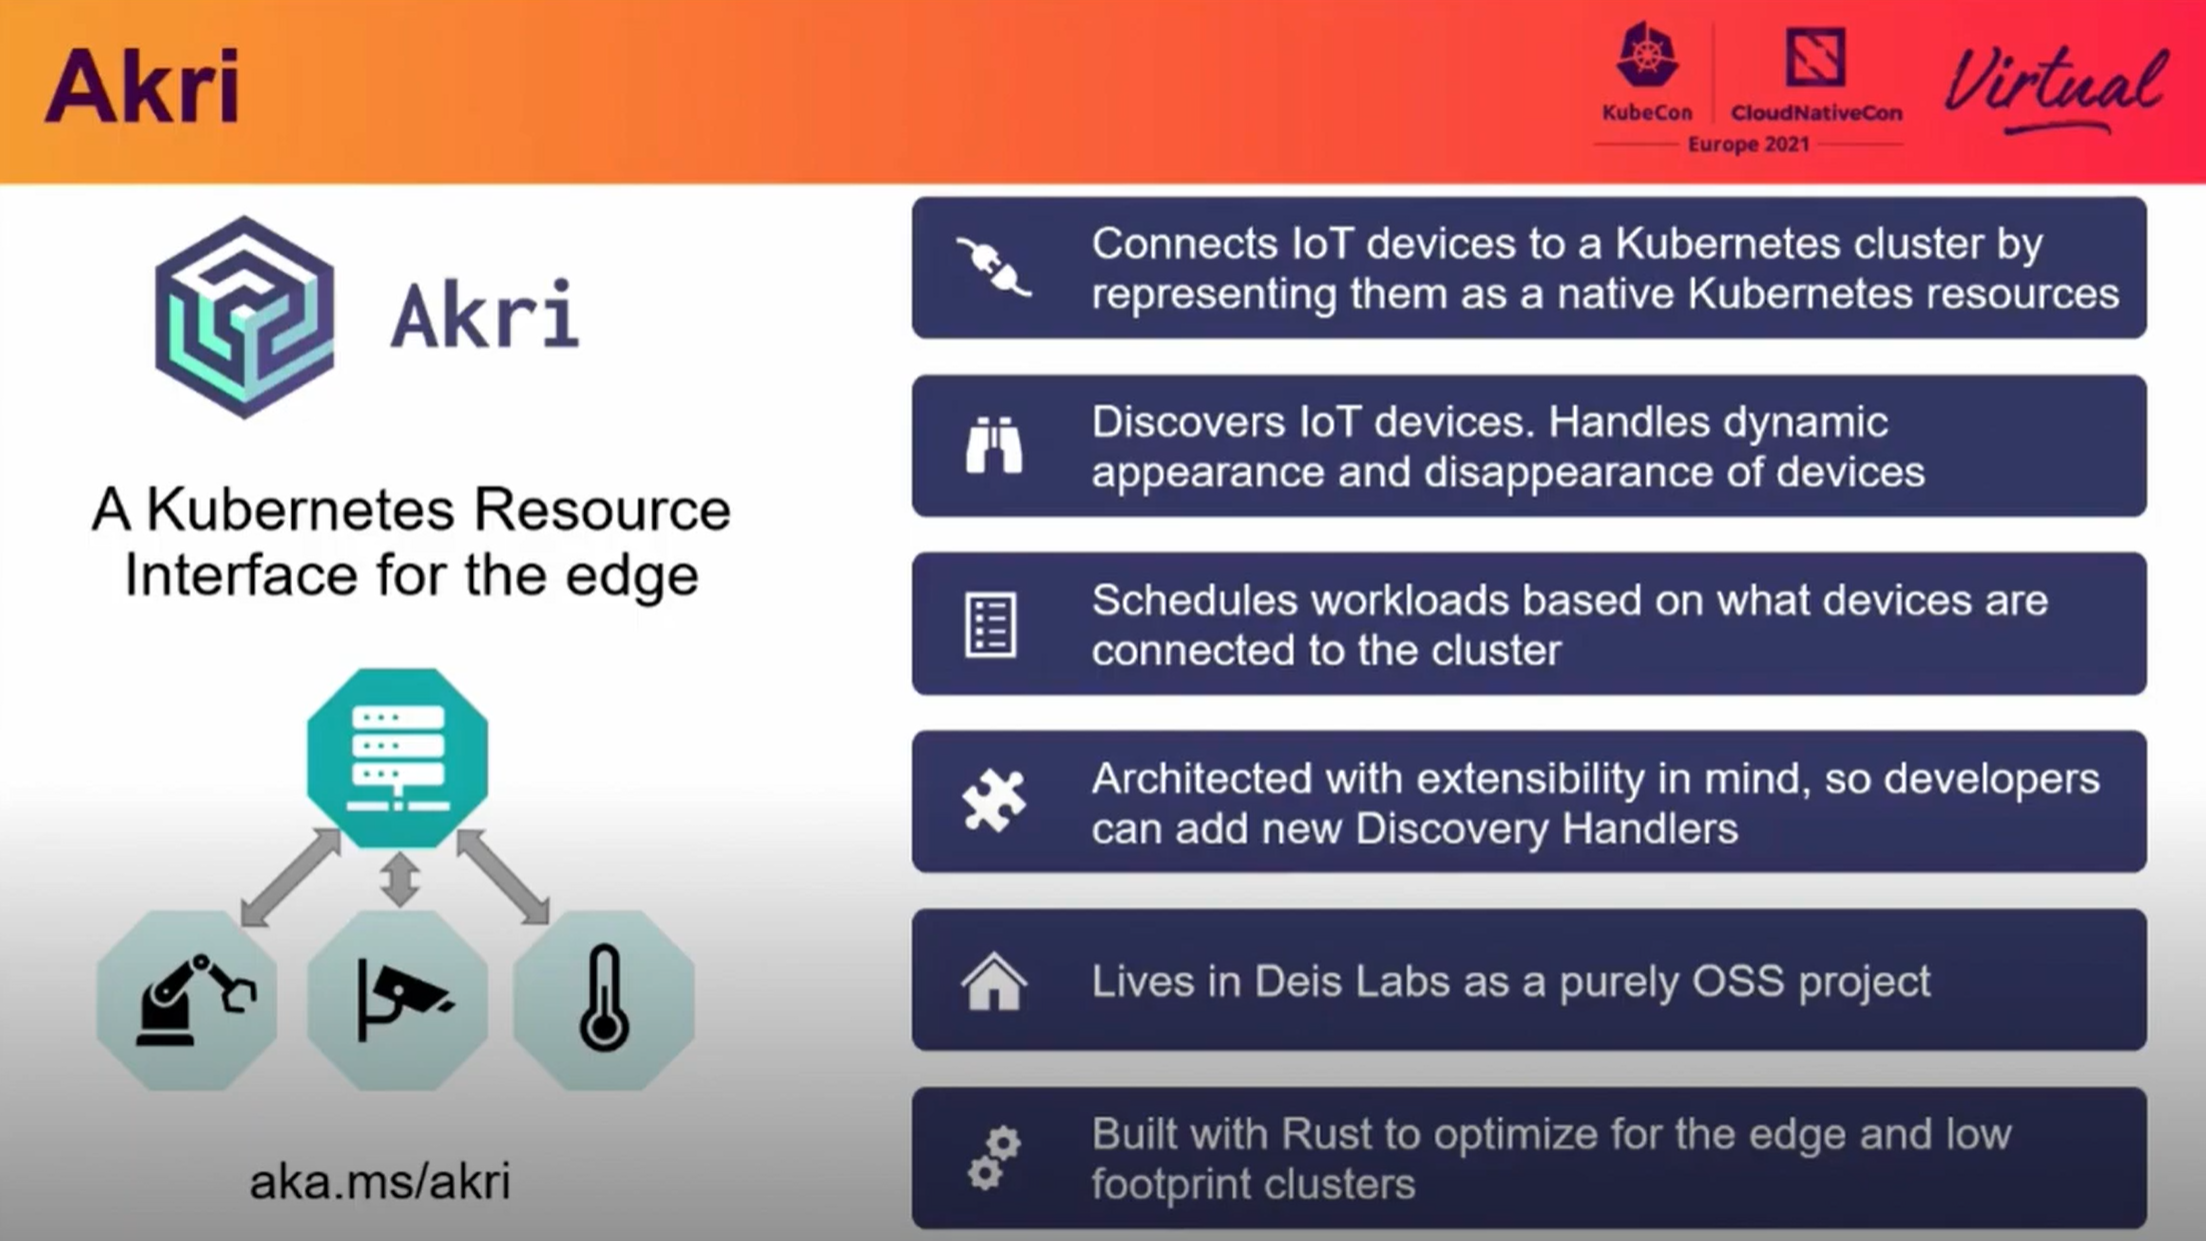 Akri
KubeCon
CloudNativeCon
Europe 2021
Virtual
Akri
A Kubernetes Resource
Interface for the edge
aka.ms/akri
Connects IoT devices to a Kubernetes cluster by
representing them as a native Kubernetes resources
Discovers IoT devices. Handles dynamic
appearance and disappearance of devices
Schedules workloads based on what devices are
connected to the cluster
Architected with extensibility in mind, so developers
can add new Discovery Handlers
Lives in Deis Labs as a purely OSS project
Built with Rust to optimize for the edge and low
footprint clusters